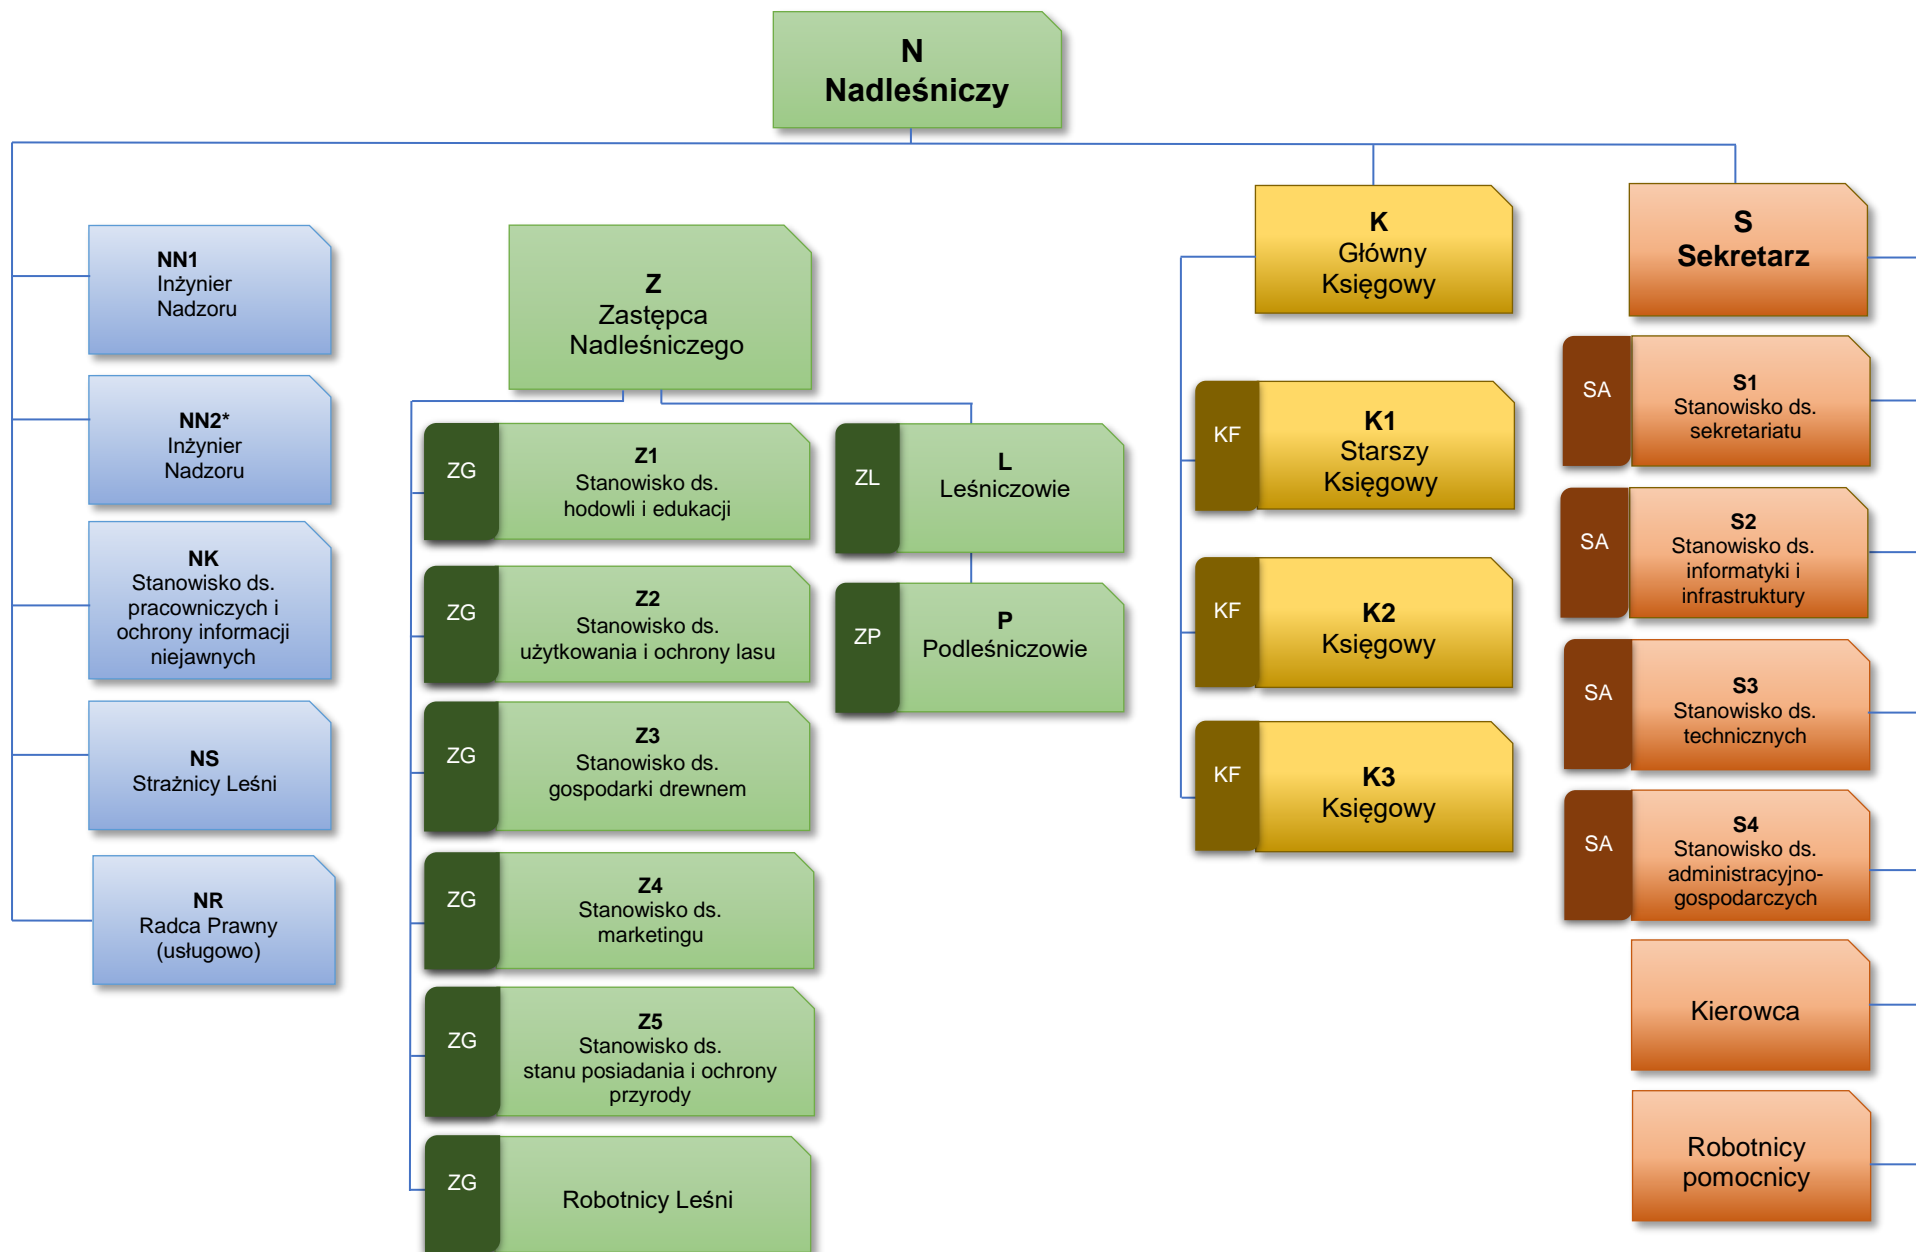 N
Nadleśniczy
NN1
Inżynier
Nadzoru
NN2*
Inżynier
Nadzoru
NK
Stanowisko ds.
pracowniczych i
ochrony informacji
niejawnych
NS
Strażnicy Leśni
NR
Radca Prawny
(usługowo)
Z
Zastępca
Nadleśniczego
ZG
Z1
Stanowisko ds.
hodowli i edukacji
ZG
Z2
Stanowisko ds.
użytkowania i ochrony lasu
ZG
Z3
Stanowisko ds.
gospodarki drewnem
ZG
Z4
Stanowisko ds.
marketingu
ZG
Z5
Stanowisko ds.
stanu posiadania i ochrony
przyrody
ZG
Robotnicy Leśni
ZL
L
Leśniczowie
ZP
P
Podleśniczowie
K
Główny
Księgowy
KF
K1
Starszy
Księgowy
KF
K2
Księgowy
KF
K3
Księgowy
S
Sekretarz
SA
S1
Stanowisko ds.
sekretariatu
SA
S2
Stanowisko ds.
informatyki i
infrastruktury
SA
S3
Stanowisko ds.
technicznych
SA
S4
Stanowisko ds.
administracyjno-
gospodarczych
Kierowca
Robotnicy
pomocnicy